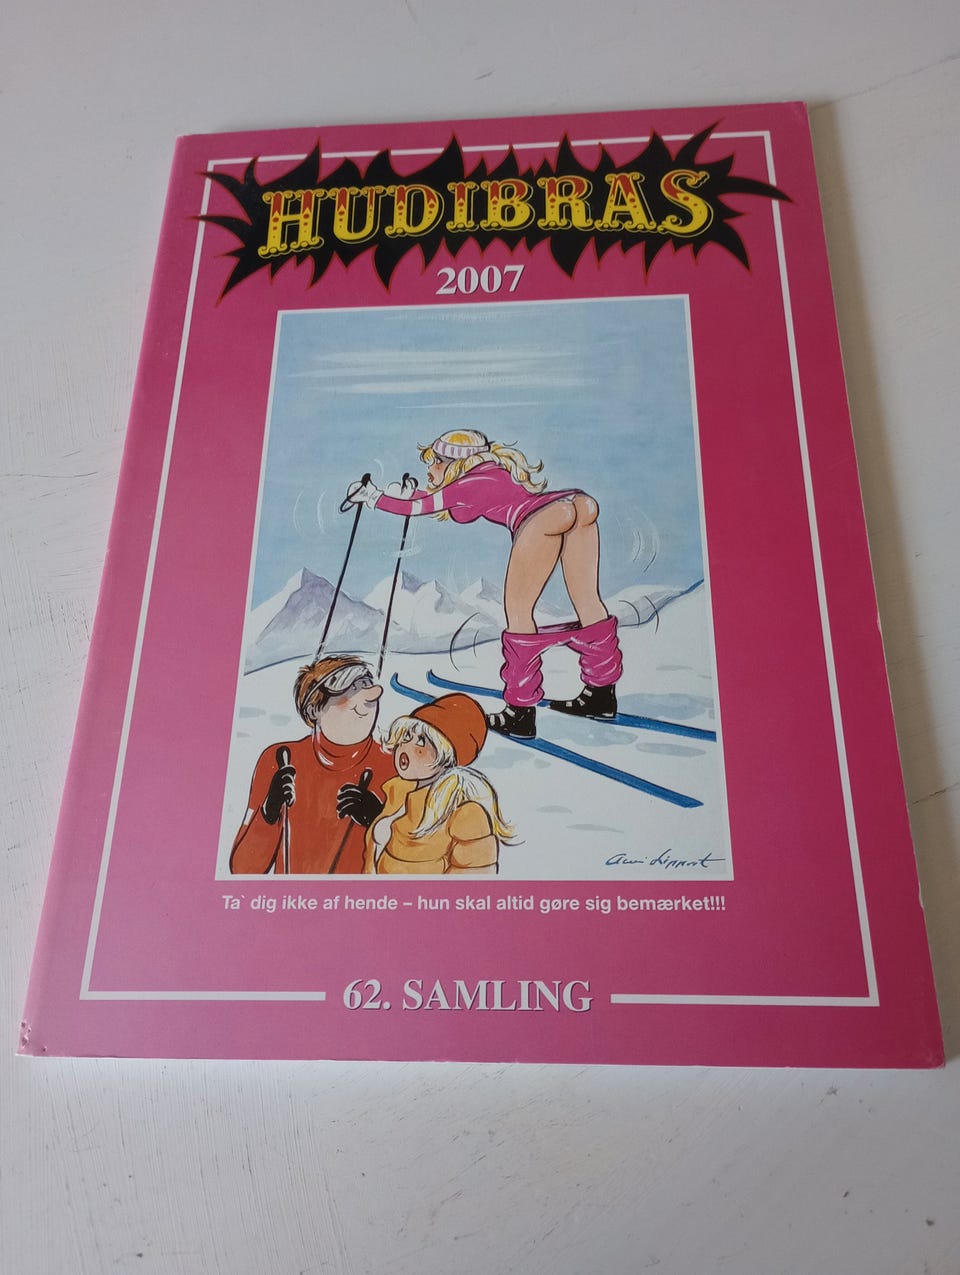 HUDIBRAS
2007
Ta` dig ikke af hende – hun skal altid gøre sig bemærket!!!
62. SAMLING